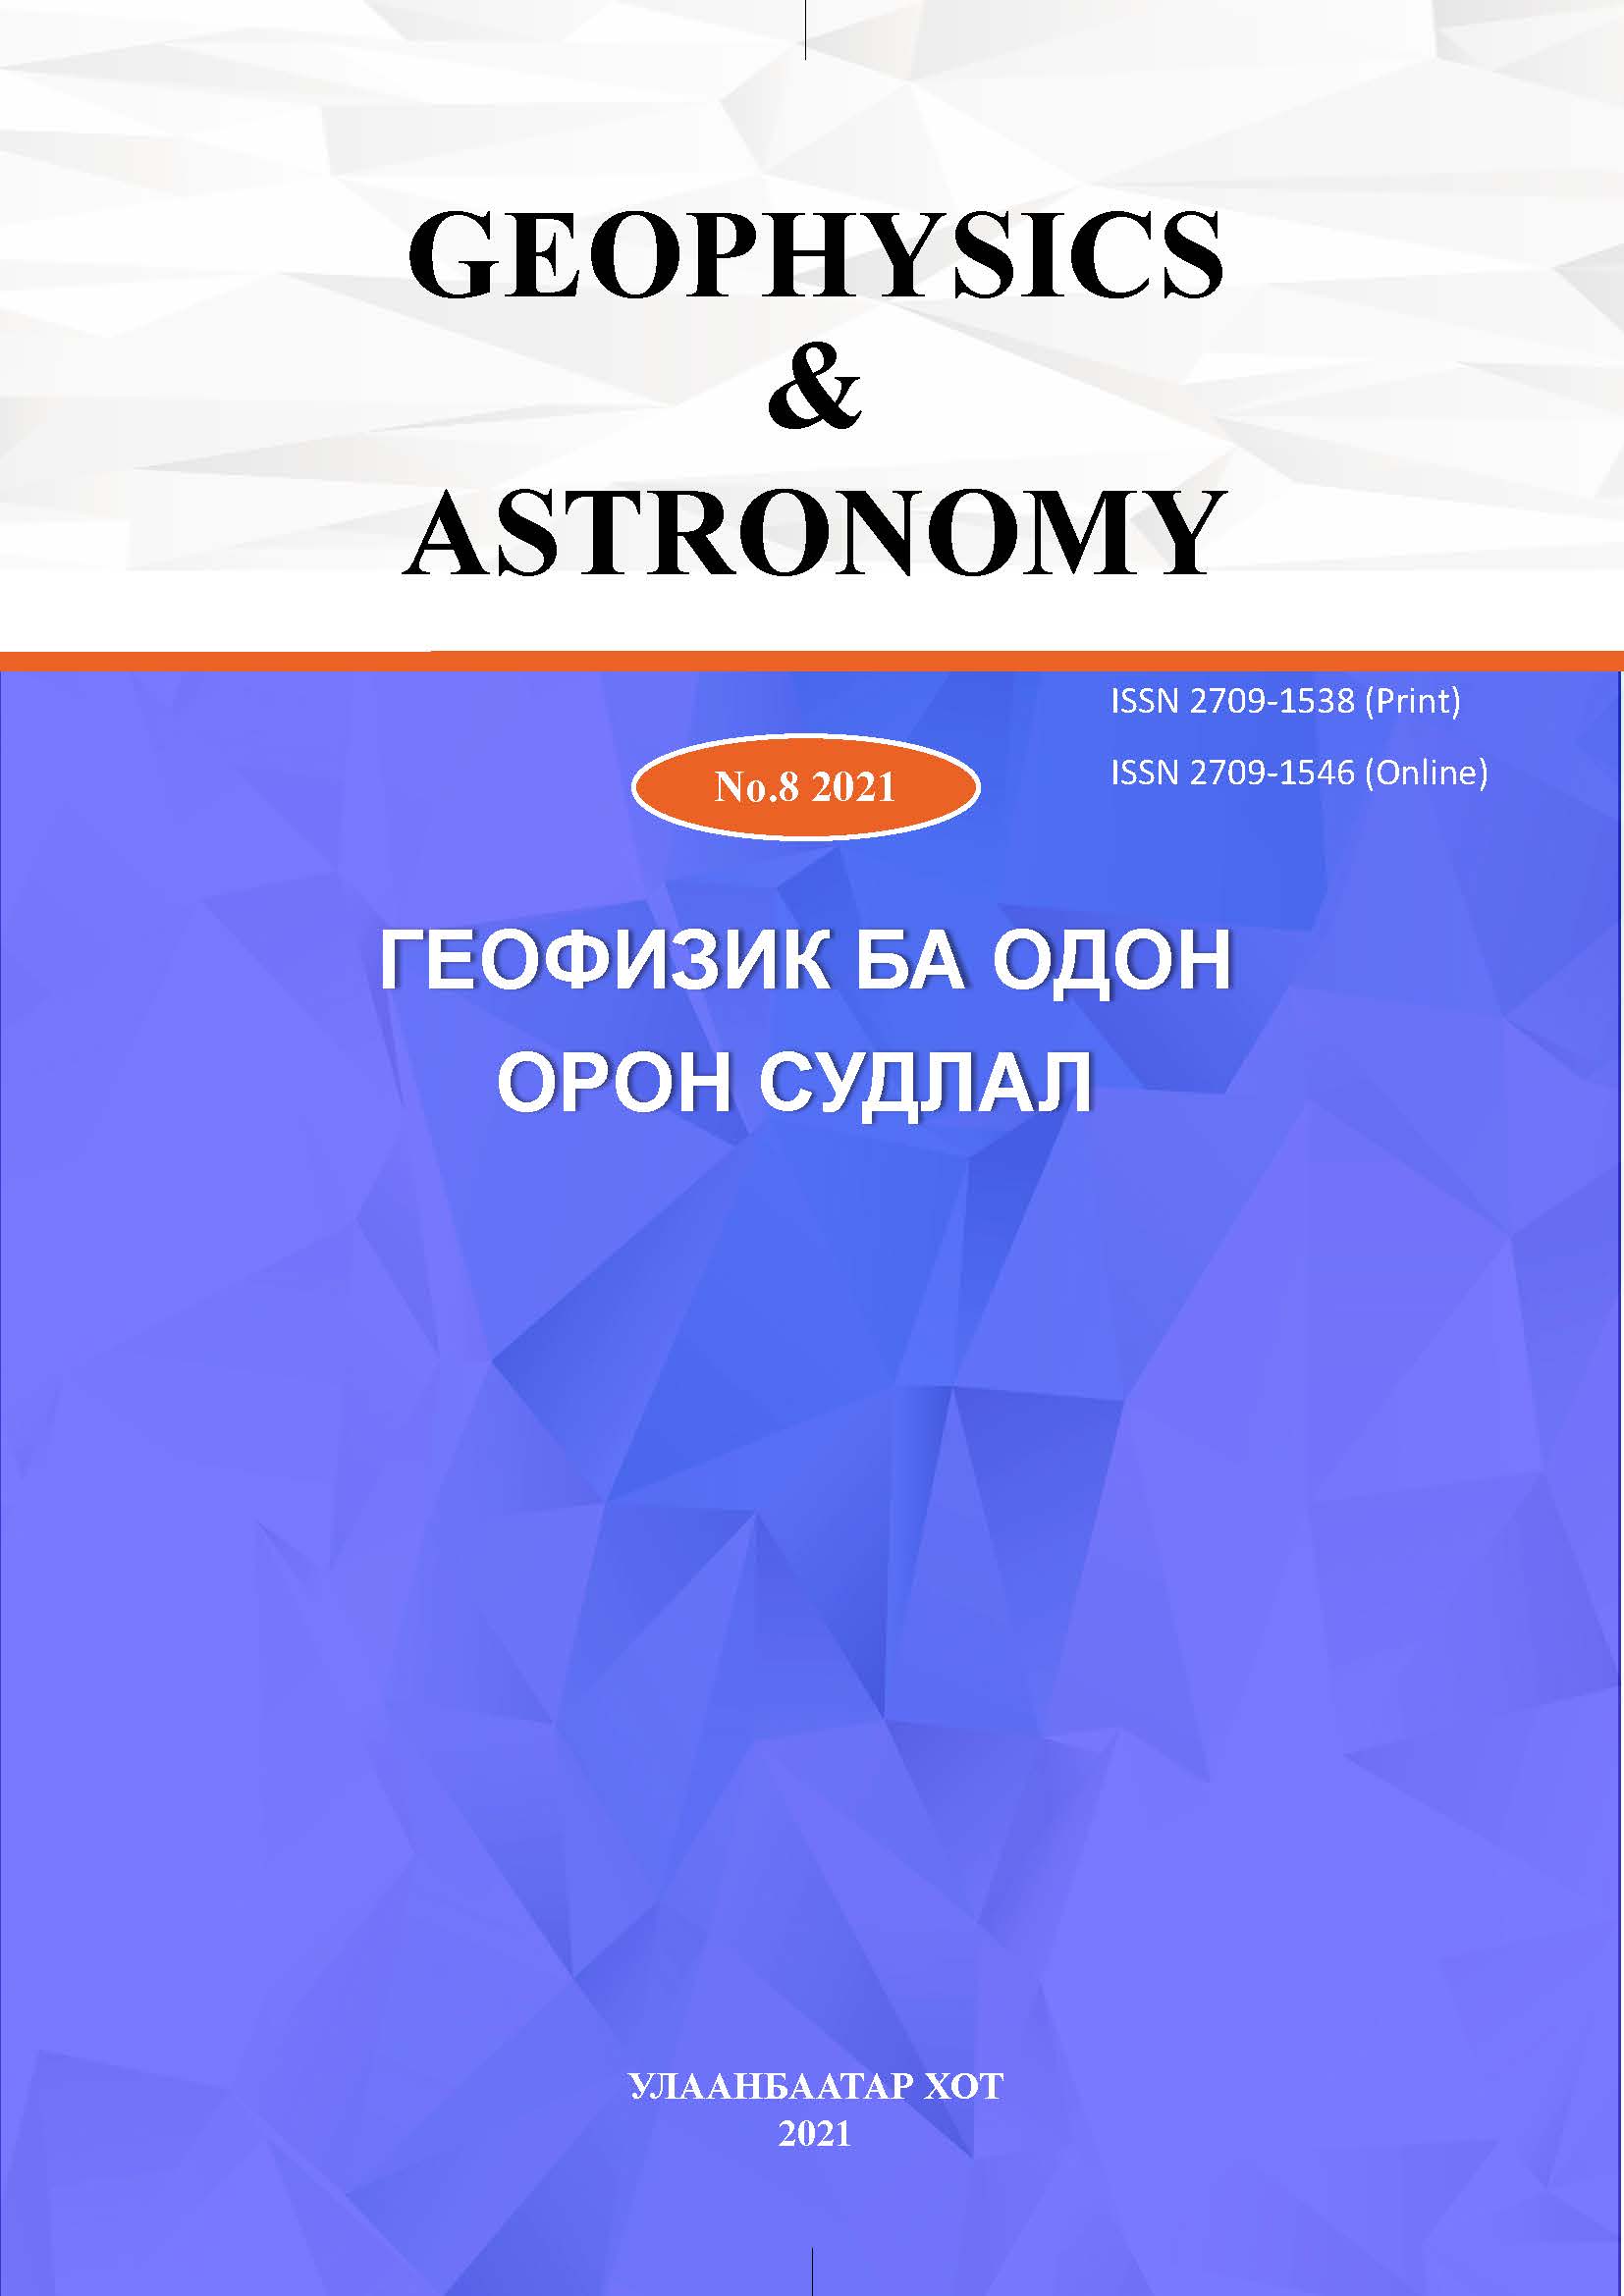 GEOPHYSICS
&
ASTRONOMY
ISSN 2709-1538 (Print)
No.8 2021
ISSN 2709-1546 (Online)
ГЕОФИЗИК БА ОДОН
ОРОН СУДЛАЛ
УЛААНБААТАР ХОТ
2021